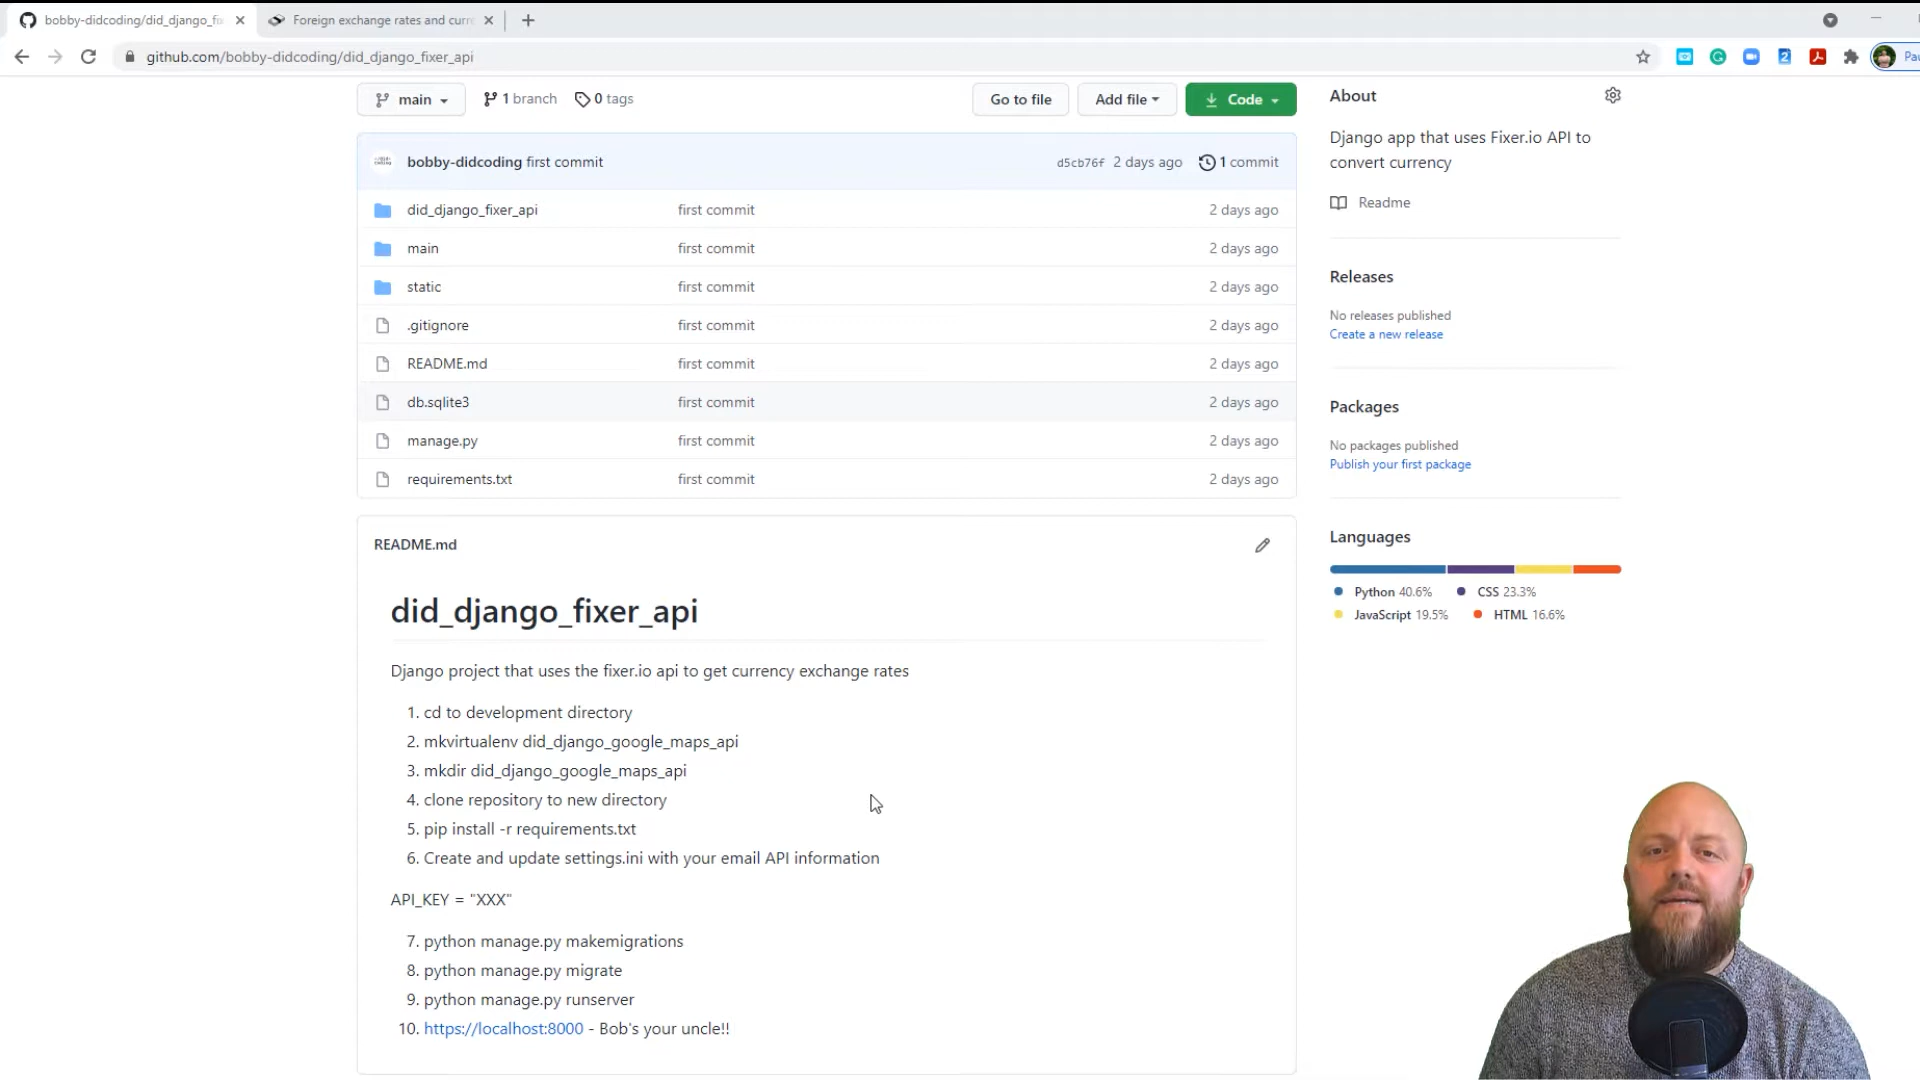 bobby-didcoding/did_django_fi
Foreign exchange rates and curre
github.com/bobby-didcoding/did_django_fixer_api
Pau
main
1 branch
0 tags
Go to file
Add file
Code
bobby-didcoding first commit
d5cb76f 2 days ago
1 commit
did_django_fixer_api first commit 2 days ago
main first commit 2 days ago
static first commit 2 days ago
.gitignore first commit 2 days ago
README.md first commit 2 days ago
db.sqlite3 first commit 2 days ago
manage.py first commit 2 days ago
requirements.txt first commit 2 days ago
README.md
did_django_fixer_api
Django project that uses the fixer.io api to get currency exchange rates
1. cd to development directory
2. mkvirtualenv did_django_google_maps_api
3. mkdir did_django_google_maps_api
4. clone repository to new directory
5. pip install -r requirements.txt
6. Create and update settings.ini with your email API information
API_KEY = "XXX"
7. python manage.py makemigrations
8. python manage.py migrate
9. python manage.py runserver
10. https://localhost:8000 - Bob's your uncle!!
About
Django app that uses Fixer.io API to
convert currency
Readme
Releases
No releases published
Create a new release
Packages
No packages published
Publish your first package
Languages
Python 40.6% CSS 23.3%
JavaScript 19.5% HTML 16.6%